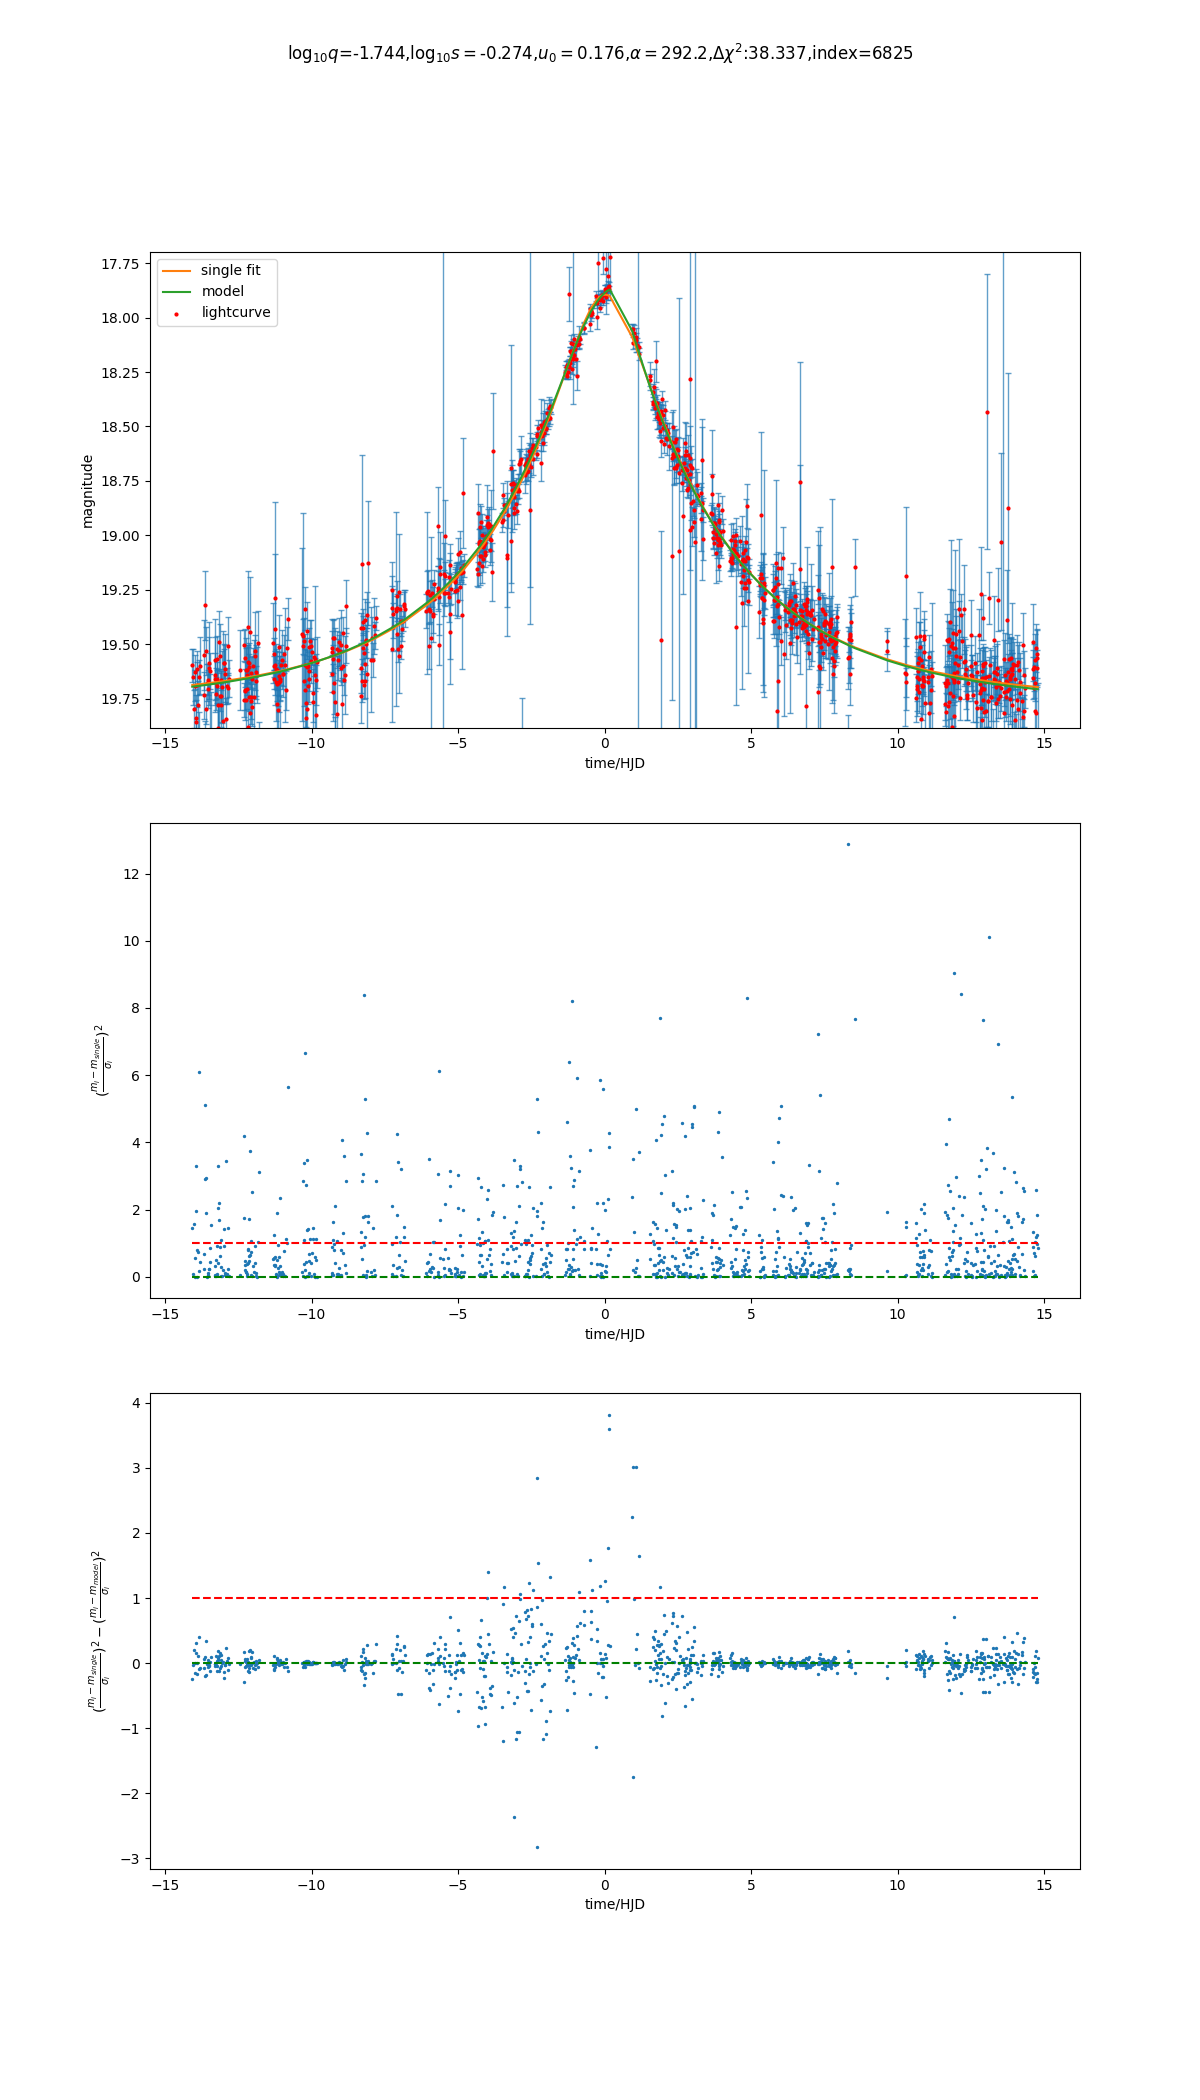 log₁₀q=-1.744,log₁₀s = -0.274,u₀ = 0.176,α = 292.2,Δχ²:38.337,index=6825
single fit
model
lightcurve
magnitude
17.75
18.00
18.25
18.50
18.75
19.00
19.25
19.50
19.75
−15 −10 −5 0 5 10 15
time/HJD
(mᵢ − m_single / σᵢ)²
12
10
8
6
4
2
0
−15 −10 −5 0 5 10 15
time/HJD
(mᵢ − m_single / σᵢ)² − (mᵢ − m_model / σᵢ)²
4
3
2
1
0
−1
−2
−3
−15 −10 −5 0 5 10 15
time/HJD